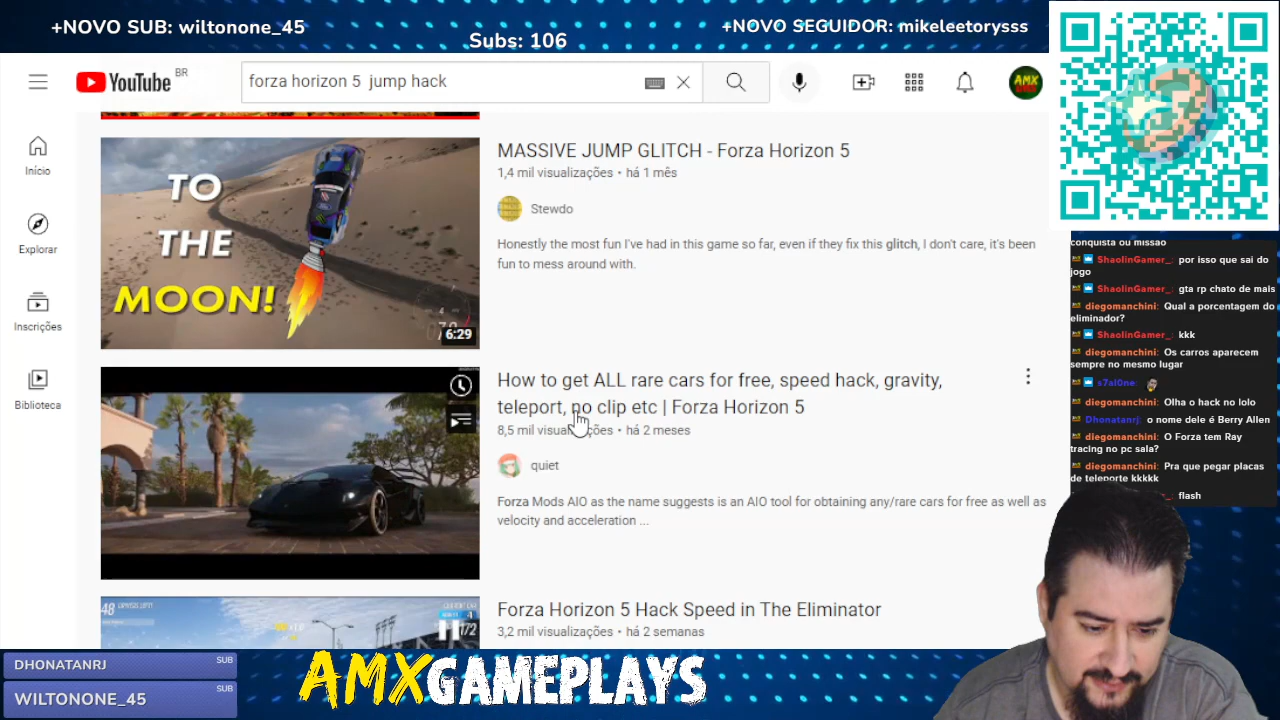 +NOVO SUB: wiltonone_45
Subs: 106
+NOVO SEGUIDOR: mikeleetorysss
YouTube
BR
forza horizon 5  jump hack
AMX
Início
Explorar
Inscrições
Biblioteca
TO
THE
MOON!
6:29
MASSIVE JUMP GLITCH - Forza Horizon 5
1,4 mil visualizações • há 1 mês
Stewdo
Honestly the most fun I've had in this game so far, even if they fix this glitch, I don't care, it's been
fun to mess around with.
How to get ALL rare cars for free, speed hack, gravity,
teleport, no clip etc | Forza Horizon 5
8,5 mil visualizações • há 2 meses
quiet
Forza Mods AIO as the name suggests is an AIO tool for obtaining any/rare cars for free as well as
velocity and acceleration ...
48
1/72
Forza Horizon 5 Hack Speed in The Eliminator
3,2 mil visualizações • há 2 semanas
conquista ou missao
ShaolinGamer_: por isso que sai do
jogo
ShaolinGamer_: gta rp chato de mais
diegomanchini: Qual a porcentagem do
eliminador?
ShaolinGamer_: kkk
diegomanchini: Os carros aparecem
sempre no mesmo lugar
s7al0ne:
diegomanchini: Olha o hack no lolo
Dhonatanrj: o nome dele é Berry Allen
diegomanchini: O Forza tem Ray
tracing no pc sala?
diegomanchini: Pra que pegar placas
de teleporte kkkkk
_: flash
DHONATANRJ
SUB
WILTONONE_45
SUB
AMXGAMEPLAYS